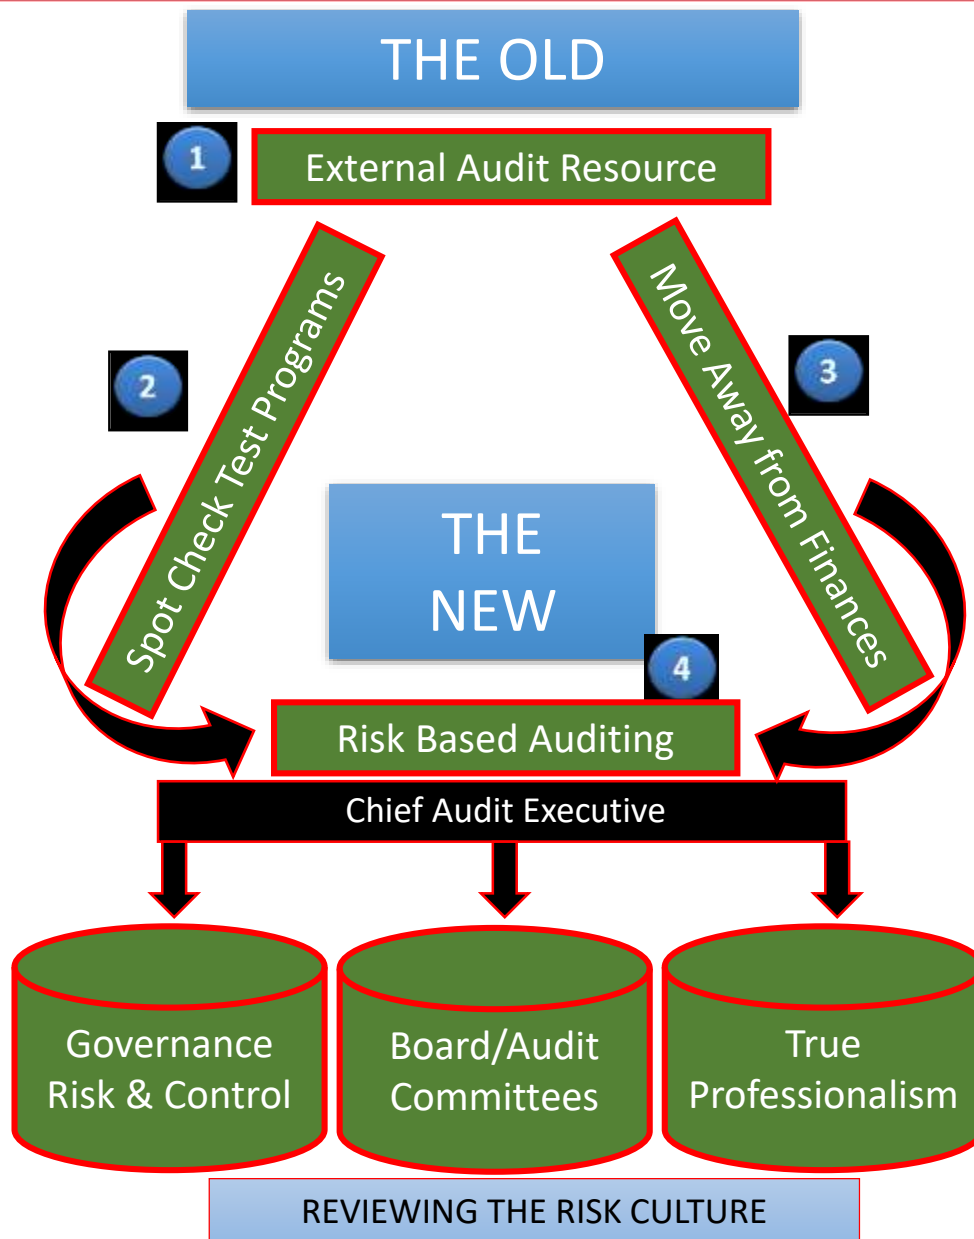 THE OLD
1
External Audit Resource
Spot Check Test Programs
2
Move Away from Finances
3
THE
NEW
4
Risk Based Auditing
Chief Audit Executive
Governance
Risk & Control
Board/Audit
Committees
True
Professionalism
REVIEWING THE RISK CULTURE